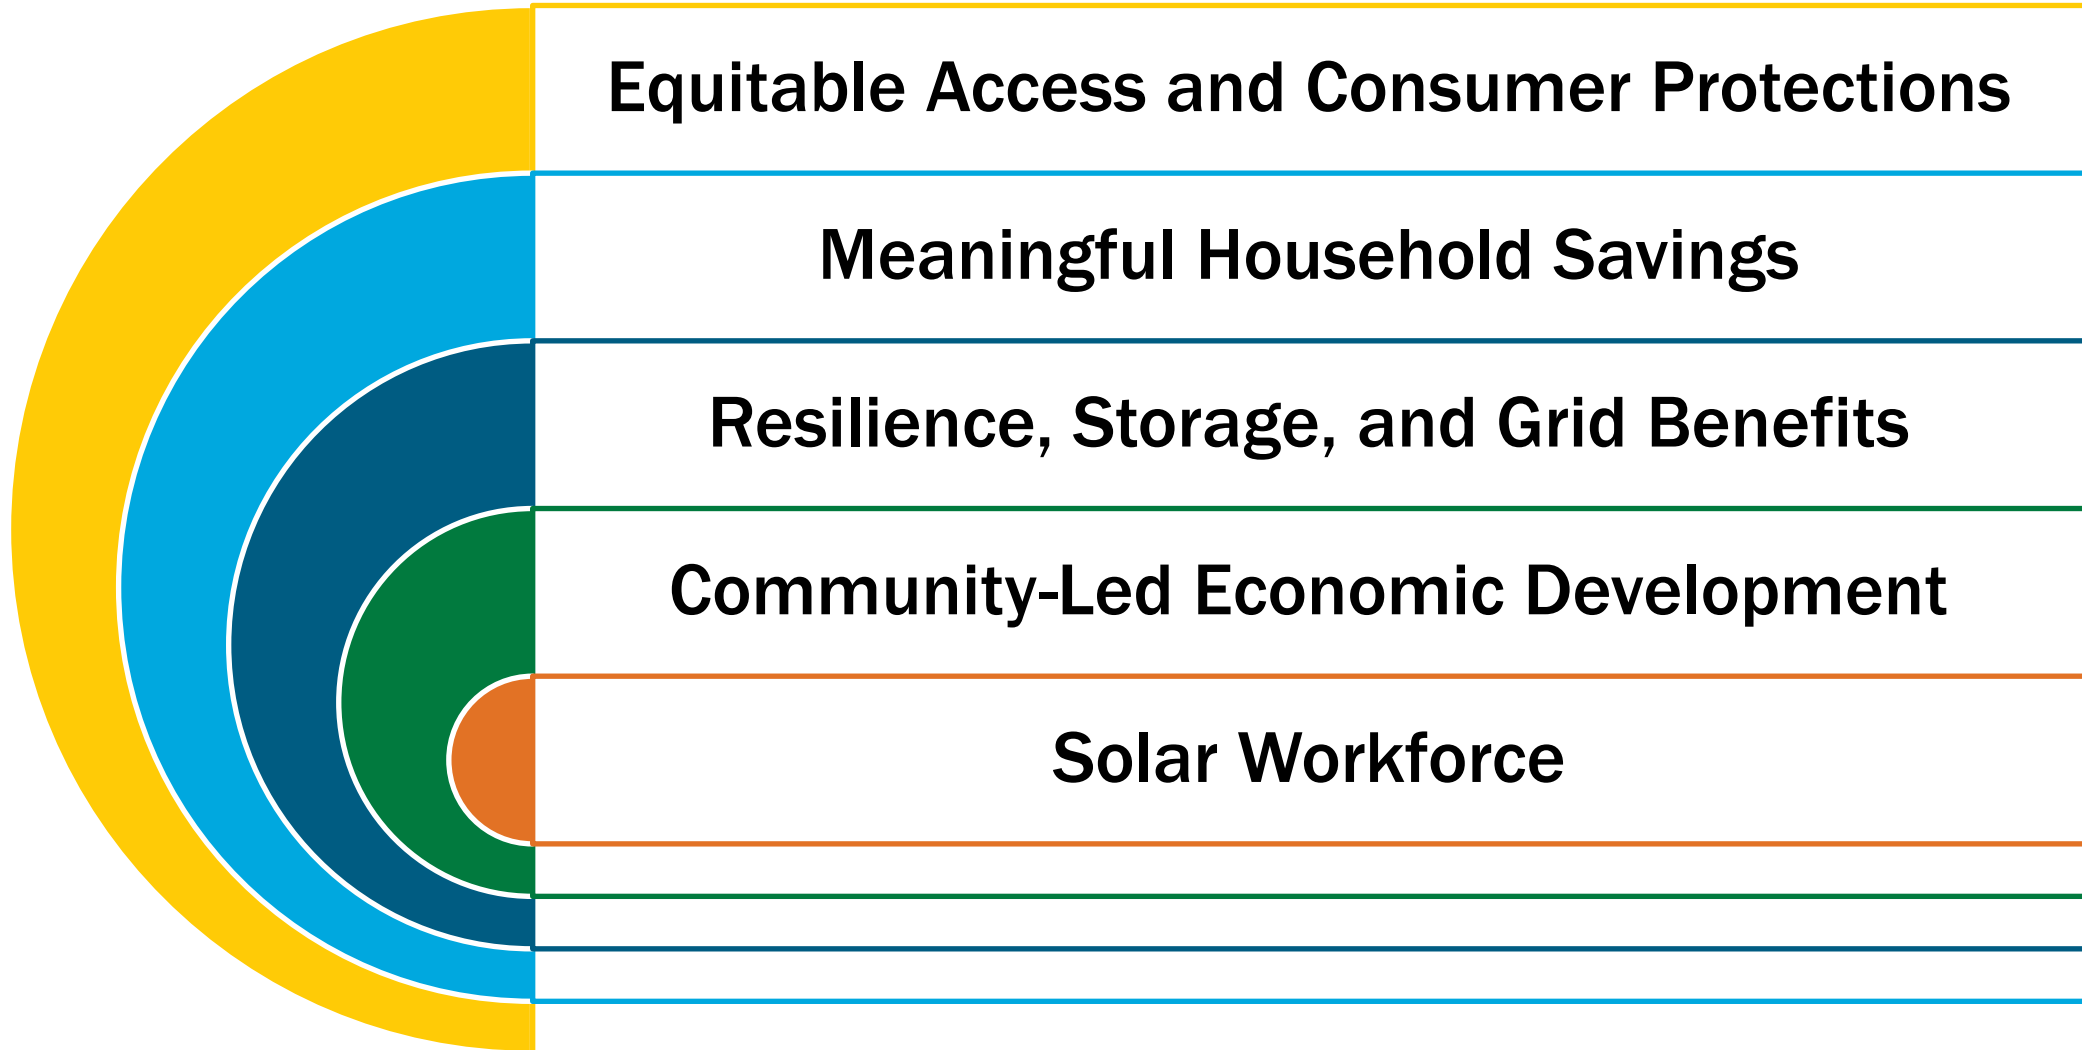 Equitable Access and Consumer Protections
Meaningful Household Savings
Resilience, Storage, and Grid Benefits
Community-Led Economic Development
Solar Workforce